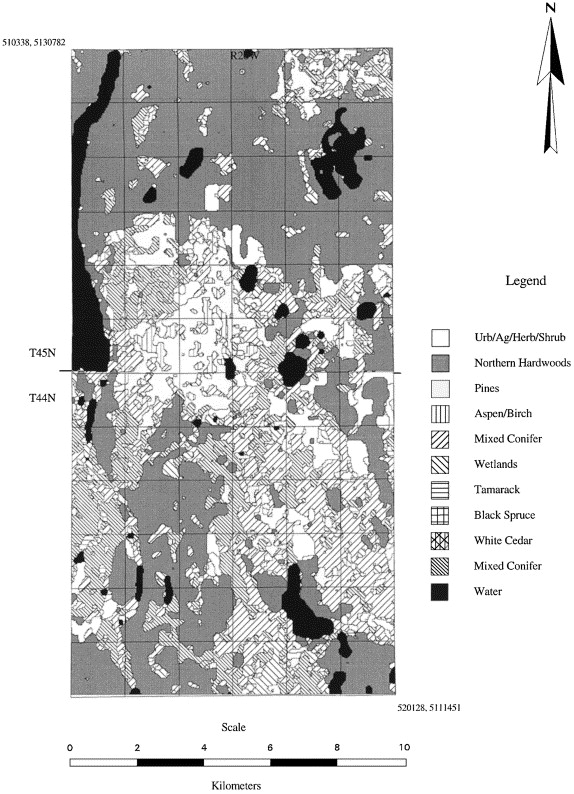 N
510338, 5130782
Legend
Urb/Ag/Herb/Shrub
Northern Hardwoods
Pines
Aspen/Birch
Mixed Conifer
Wetlands
Tamarack
Black Spruce
White Cedar
Mixed Conifer
Water
T45N
T44N
520128, 5111451
Scale
0 2 4 6 8 10
Kilometers